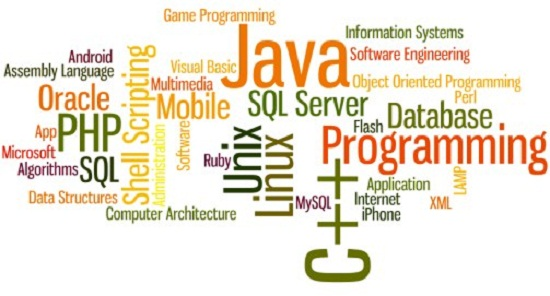 Game Programming
Java
Information Systems
Android
Visual Basic
Software Engineering
Assembly Language
Shell Scripting
Multimedia
Object Oriented Programming
Oracle
Mobile
SQL Server
Perl
App
PHP
Administration
Software
Unix
Linux
Flash
Database
Microsoft
Programming
Algorithms
SQL
Ruby
C++
Application
LAMP
Data Structures
MySQL
Internet
XML
Computer Architecture
iPhone